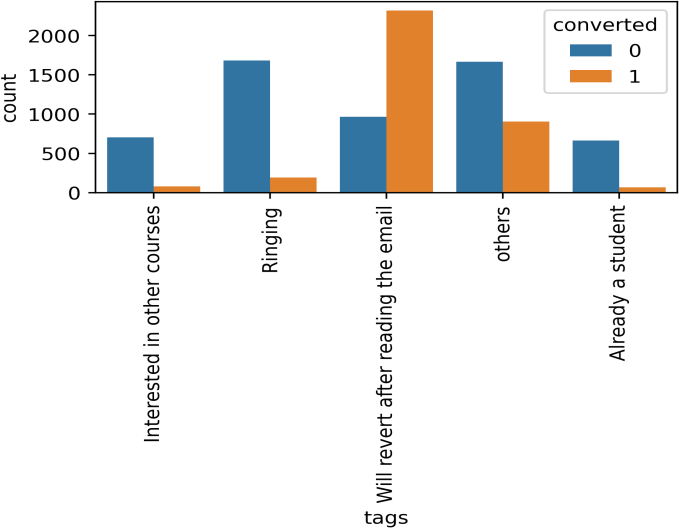 converted
0
1
count
2000
1500
1000
500
0
Interested in other courses
Ringing
Will revert after reading the email
others
Already a student
tags